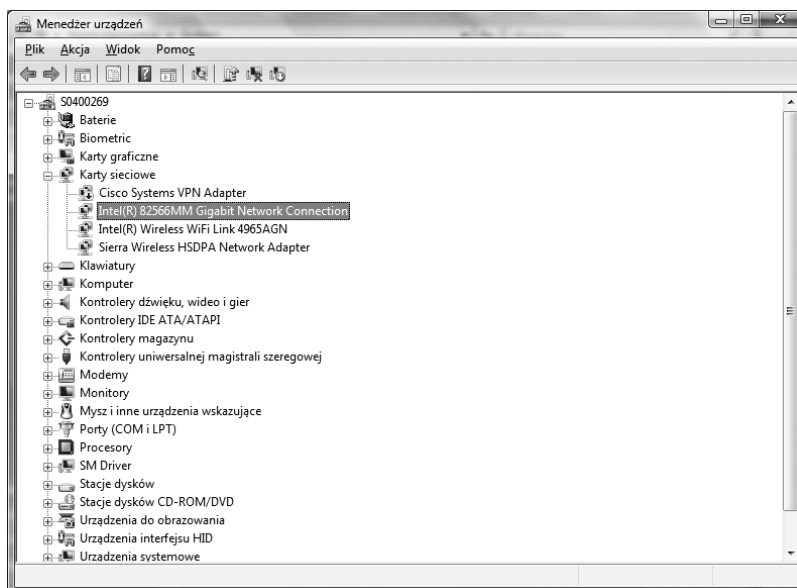 Menedżer urządzeń
Plik Akcja Widok Pomoc
S0400269
Baterie
Biometric
Karty graficzne
Karty sieciowe
Cisco Systems VPN Adapter
Intel(R) 82566MM Gigabit Network Connection
Intel(R) Wireless WiFi Link 4965AGN
Sierra Wireless HSDPA Network Adapter
Klawiatury
Komputer
Kontrolery dźwięku, wideo i gier
Kontrolery IDE ATA/ATAPI
Kontrolery magazynu
Kontrolery uniwersalnej magistrali szeregowej
Modemy
Monitory
Mysz i inne urządzenia wskazujące
Porty (COM i LPT)
Procesory
SM Driver
Stacje dysków
Stacje dysków CD-ROM/DVD
Urządzenia do obrazowania
Urządzenia interfejsu HID
Urządzenia systemowe